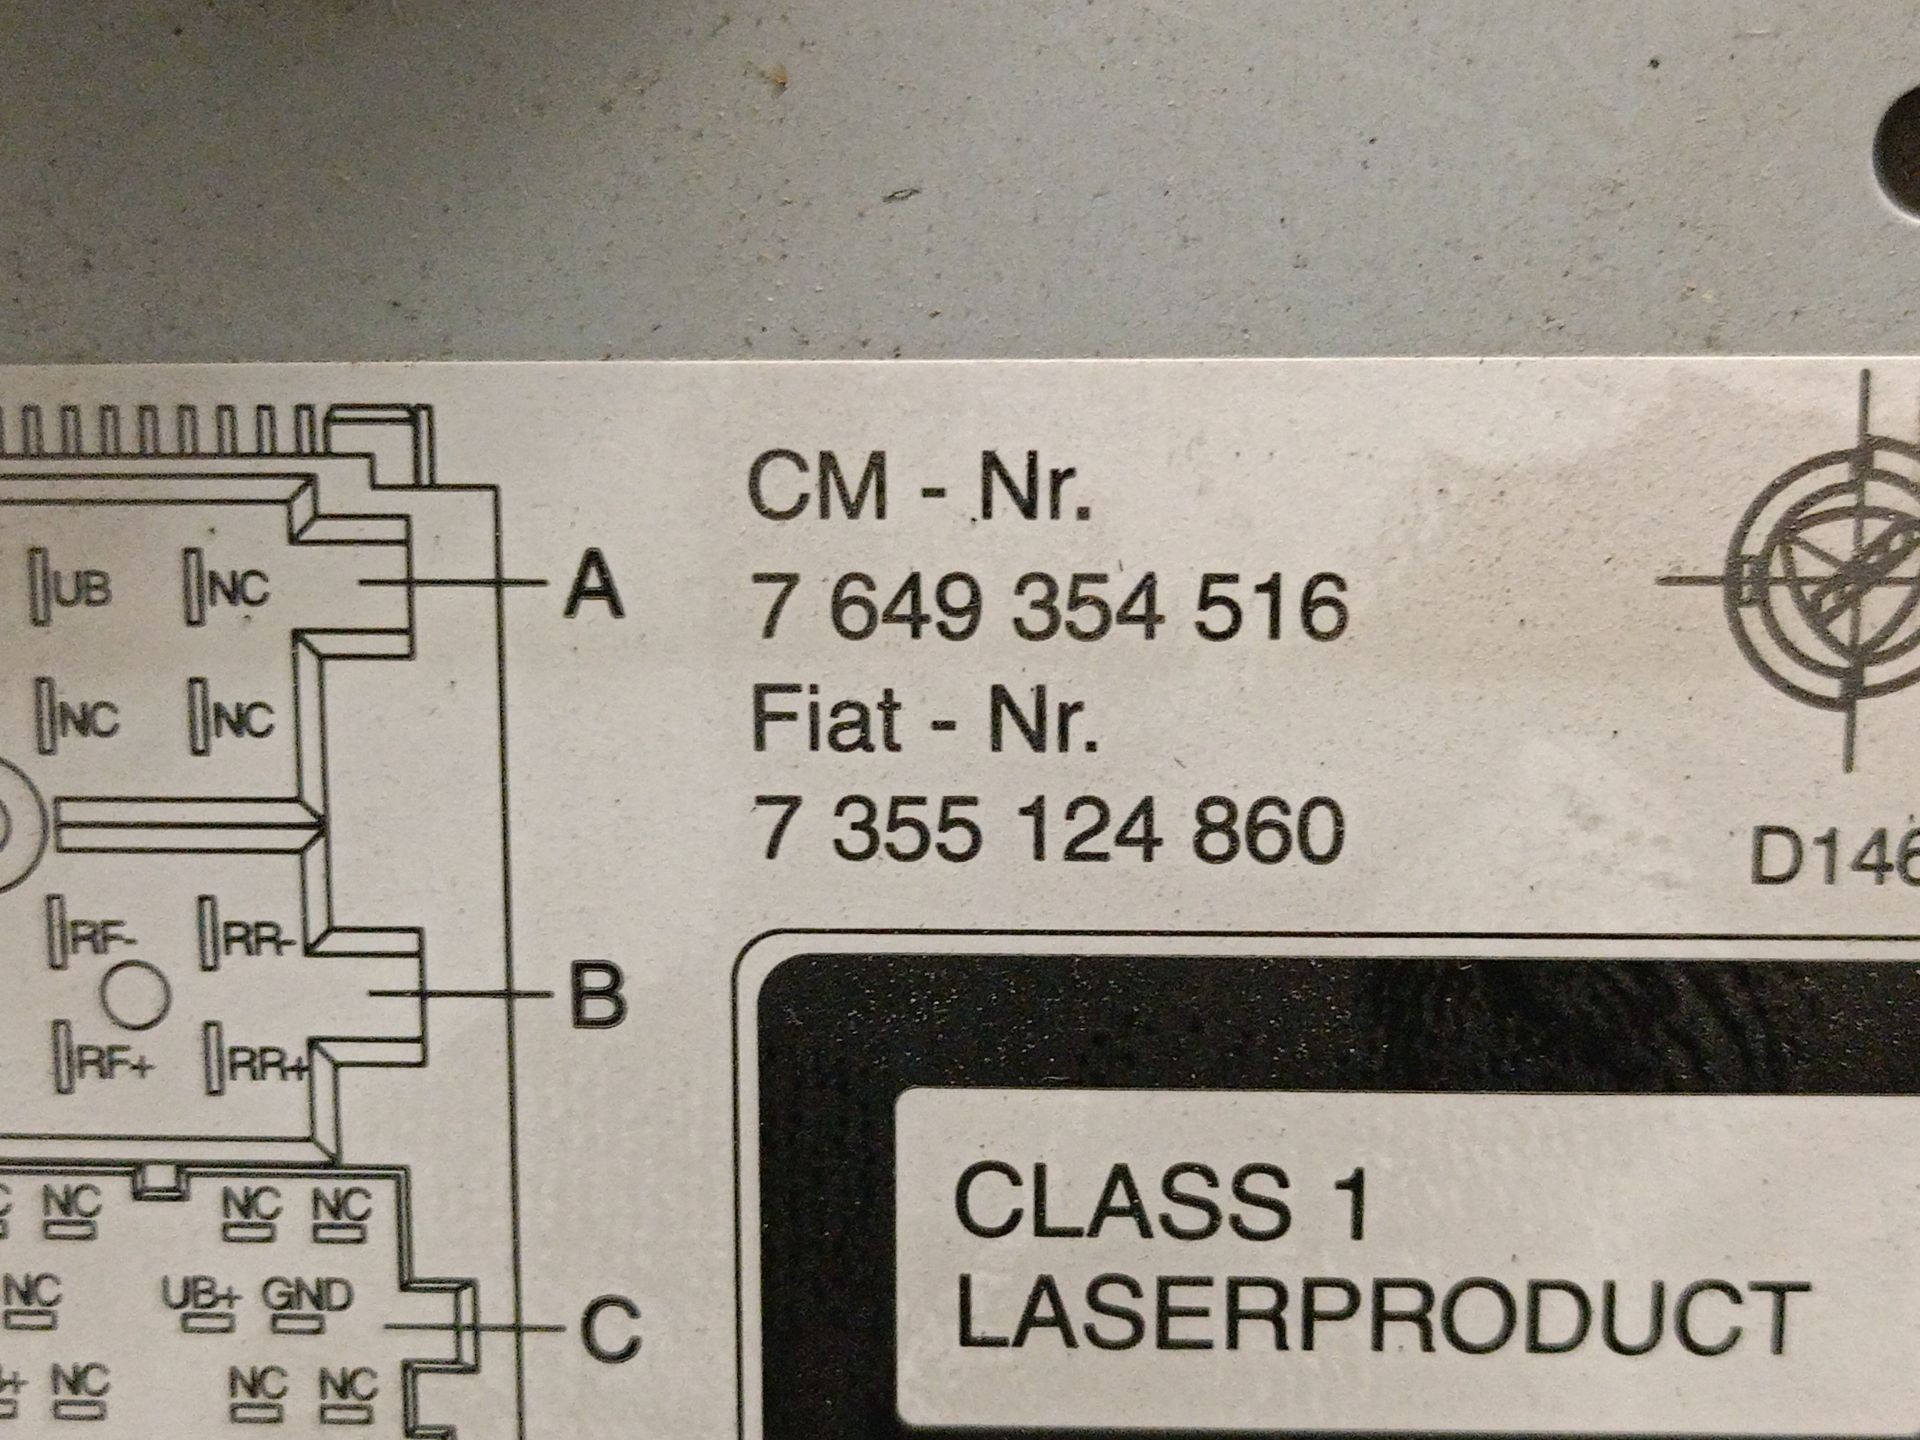 CM - Nr.
7 649 354 516
Fiat - Nr.
7 355 124 860
UB NC
A
NC NC
RF- RR-
B
RF+ RR+
NC NC NC
NC UB+ GND
C
NC NC NC
D146
CLASS 1
LASERPRODUCT